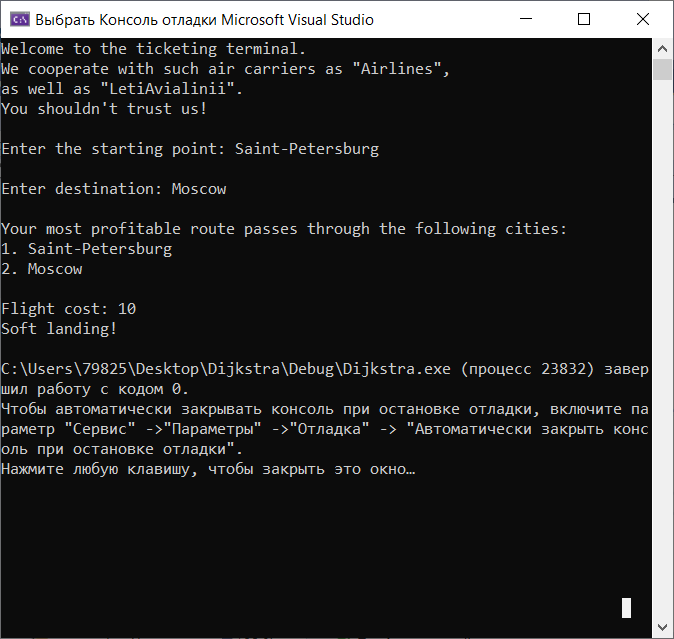 Выбрать Консоль отладки Microsoft Visual Studio
Welcome to the ticketing terminal.
We cooperate with such air carriers as "Airlines",
as well as "LetiAvialinii".
You shouldn't trust us!
Enter the starting point: Saint-Petersburg
Enter destination: Moscow
Your most profitable route passes through the following cities:
1. Saint-Petersburg
2. Moscow
Flight cost: 10
Soft landing!
C:\Users\79825\Desktop\Dijkstra\Debug\Dijkstra.exe (процесс 23832) завер
шил работу с кодом 0.
Чтобы автоматически закрывать консоль при остановке отладки, включите па
раметр "Сервис" ->"Параметры" ->"Отладка" -> "Автоматически закрыть конс
оль при остановке отладки".
Нажмите любую клавишу, чтобы закрыть это окно…